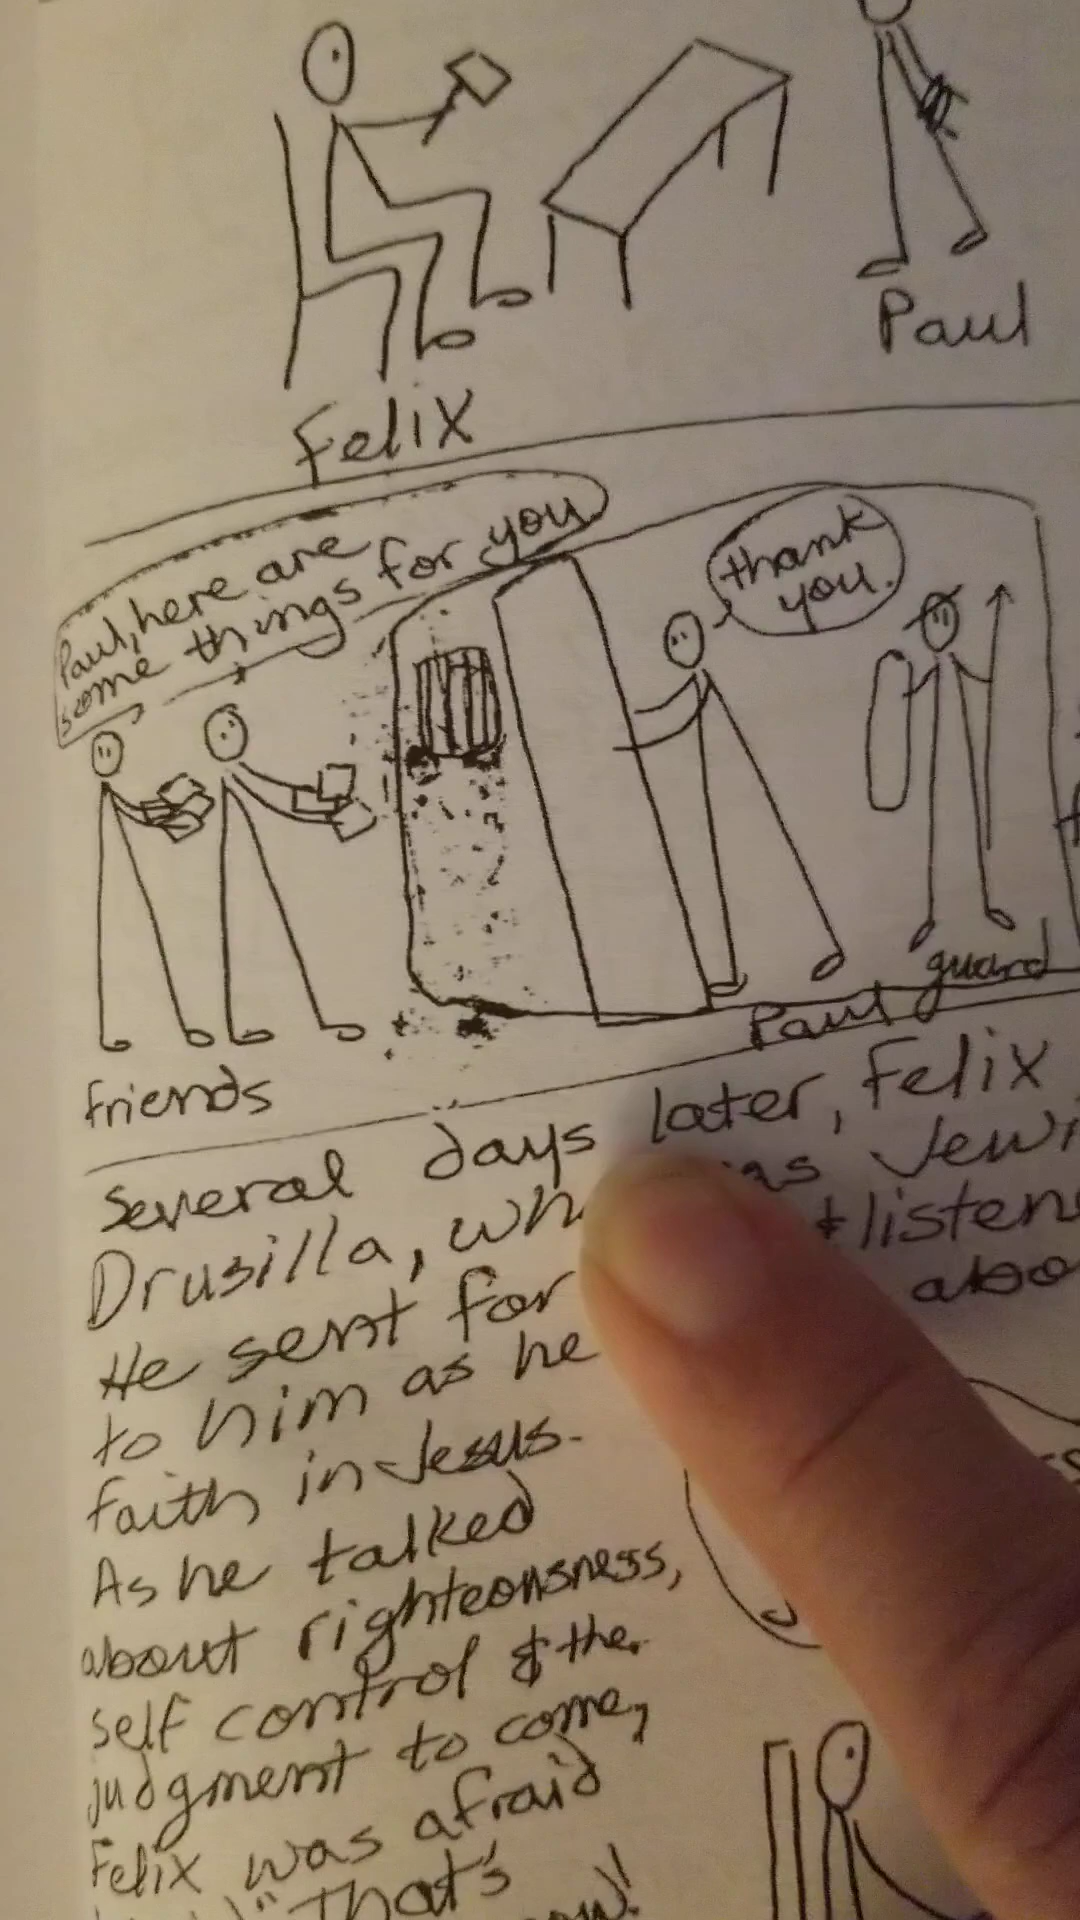 Paul
Felix
Paul, here are
some things for you
thank
you.
guard
Paul
friends
Several days later, Felix
Drusilla, as
He sent for & listen
to him as he
faith in Jesus.
As he talked
about righteousness,
self control & the
judgment to come,
Felix was afraid
"That's